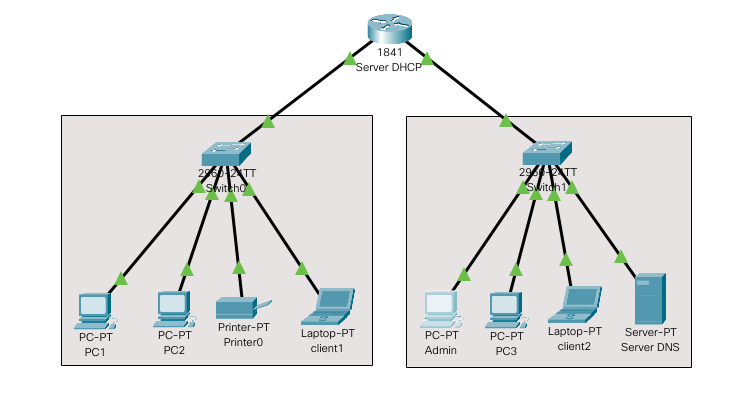 1841
Server DHCP
2960-24TT
Switch0
2960-24TT
Switch1
PC-PT
PC1
PC-PT
PC2
Printer-PT
Printer0
Laptop-PT
client1
PC-PT
Admin
PC-PT
PC3
Laptop-PT
client2
Server-PT
Server DNS